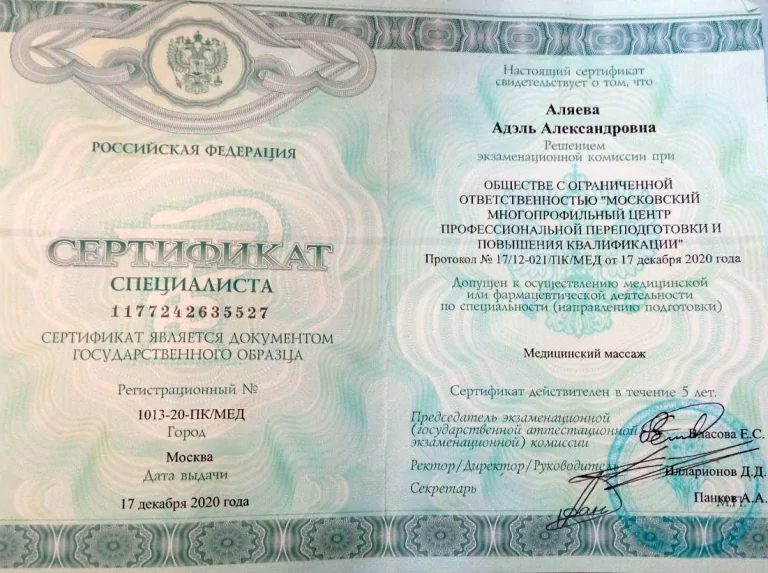 РОССИЙСКАЯ ФЕДЕРАЦИЯ
СЕРТИФИКАТ
СПЕЦИАЛИСТА
1177242635527
СЕРТИФИКАТ ЯВЛЯЕТСЯ ДОКУМЕНТОМ
ГОСУДАРСТВЕННОГО ОБРАЗЦА
Регистрационный №
1013-20-ПК/МЕД
Город
Москва
Дата выдачи
17 декабря 2020 года
Настоящий сертификат
свидетельствует о том, что
Аляева
Адэль Александровна
Решением
экзаменационной комиссии при
ОБЩЕСТВЕ С ОГРАНИЧЕННОЙ
ОТВЕТСТВЕННОСТЬЮ "МОСКОВСКИЙ
МНОГОПРОФИЛЬНЫЙ ЦЕНТР
ПРОФЕССИОНАЛЬНОЙ ПЕРЕПОДГОТОВКИ И
ПОВЫШЕНИЯ КВАЛИФИКАЦИИ"
Протокол № 17/12-021/ПК/МЕД от 17 декабря 2020 года
Допущен к осуществлению медицинской
или фармацевтической деятельности
по специальности (направлению подготовки)
Медицинский массаж
Сертификат действителен в течение 5 лет.
Председатель экзаменационной
(государственной аттестационной
экзаменационной) комиссии Власова Е.С.
Ректор/Директор/Руководитель Илларионов Д.Д.
Секретарь Панков А.А.
М.П.